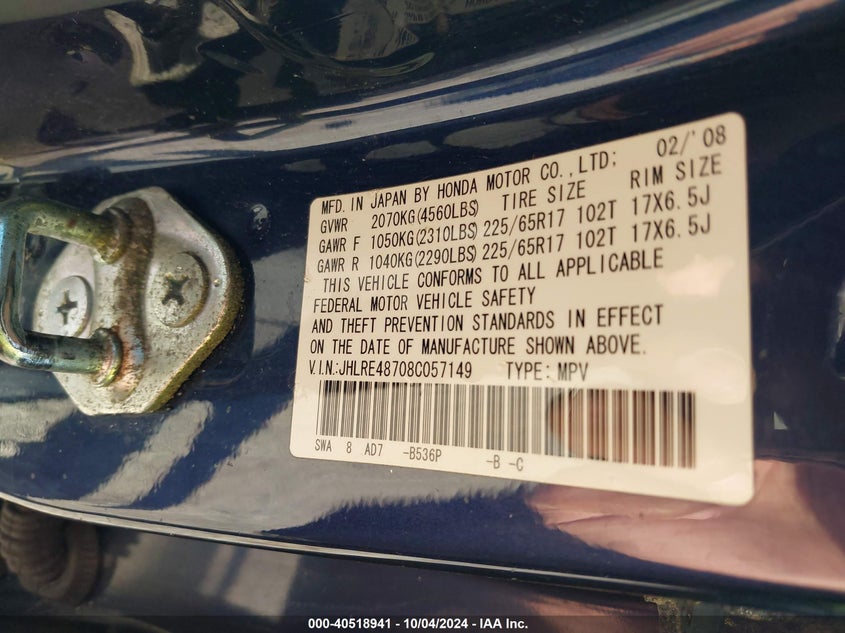 MFD. IN JAPAN BY HONDA MOTOR CO.,LTD; 02/'08
GVWR 2070KG(4560LBS) TIRE SIZE RIM SIZE
GAWR F 1050KG(2310LBS) 225/65R17 102T 17X6.5J
GAWR R 1040KG(2290LBS) 225/65R17 102T 17X6.5J
THIS VEHICLE CONFORMS TO ALL APPLICABLE
FEDERAL MOTOR VEHICLE SAFETY
AND THEFT PREVENTION STANDARDS IN EFFECT
ON THE DATE OF MANUFACTURE SHOWN ABOVE.
V.I.N:JHLRE48708C057149 TYPE: MPV
SWA 8 AD7 -B536P -B -C
000-40518941 - 10/04/2024 - IAA Inc.